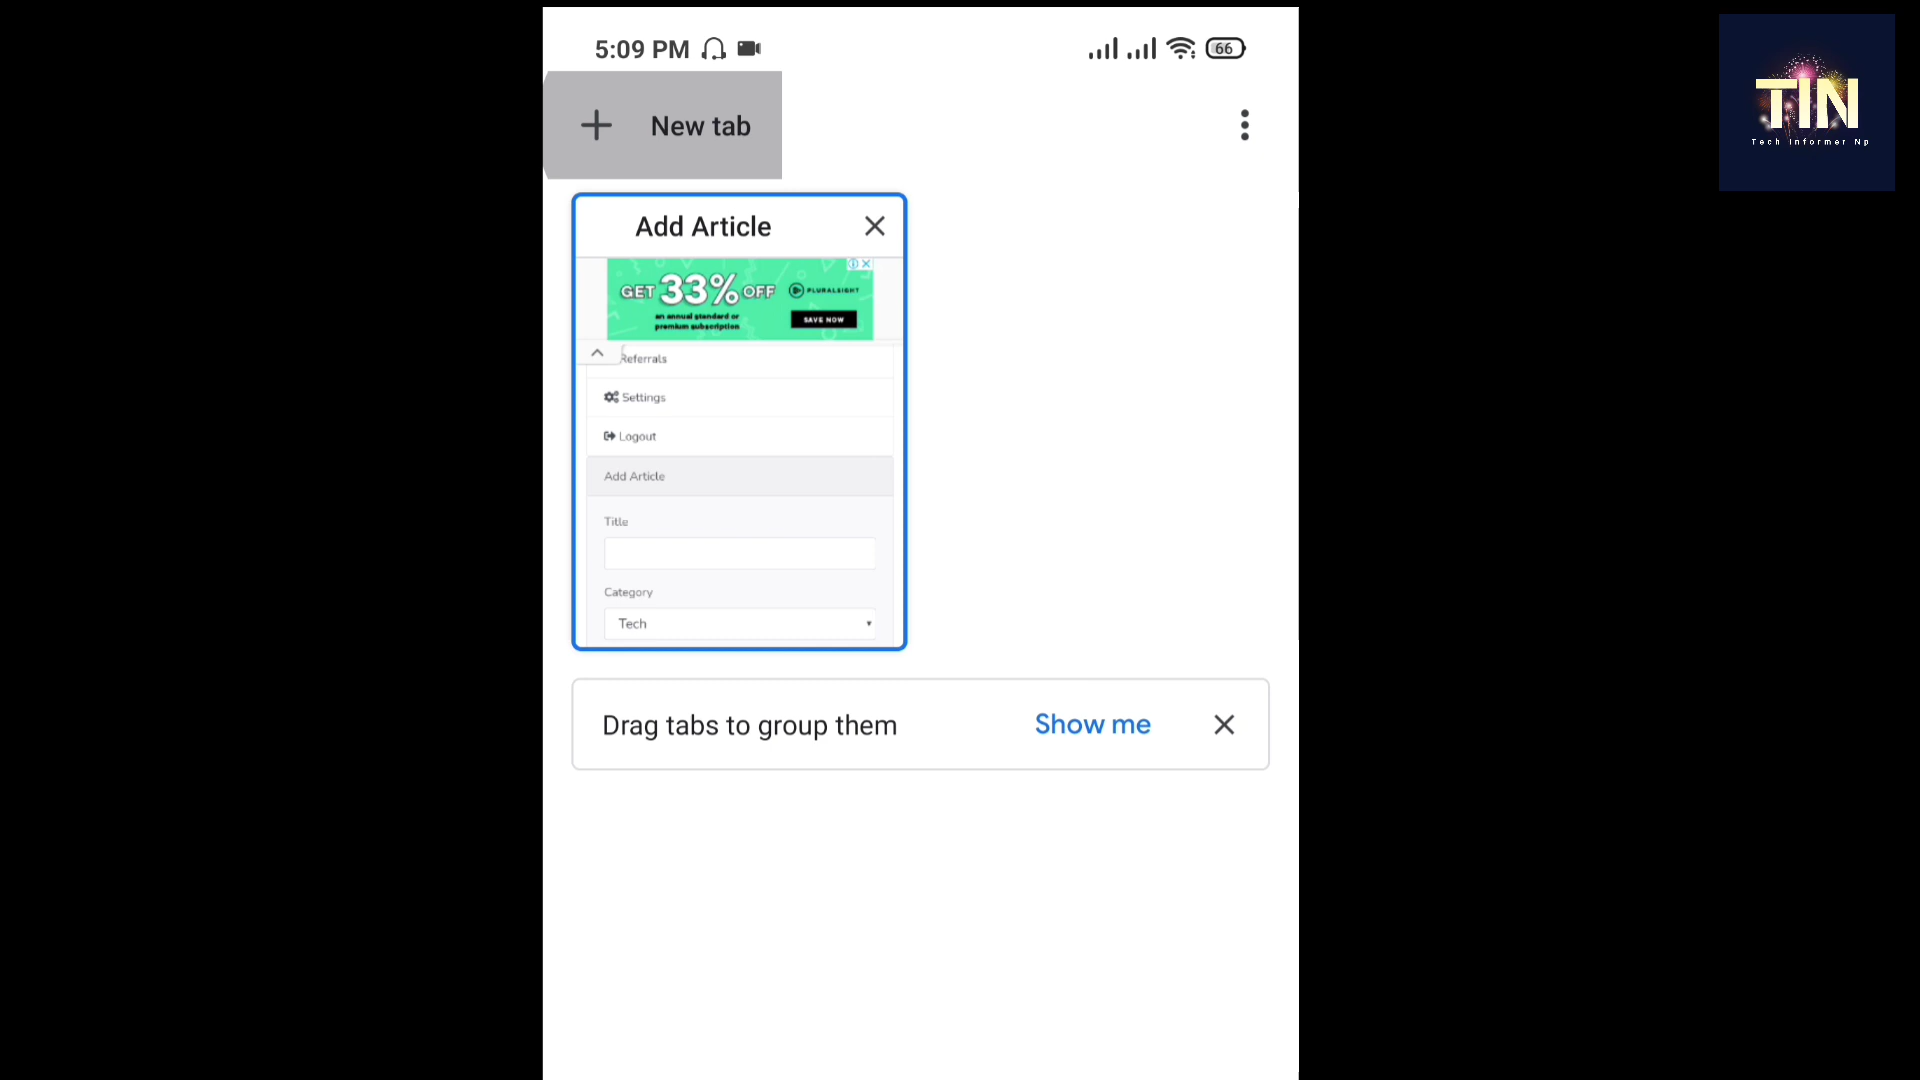 5:09 PM
66
New tab
TIN
Tech Informer Np
Add Article
GET 33% OFF
an annual standard or
premium subscription
PLURALSIGHT
SAVE NOW
Referrals
Settings
Logout
Add Article
Title
Category
Tech
Drag tabs to group them
Show me